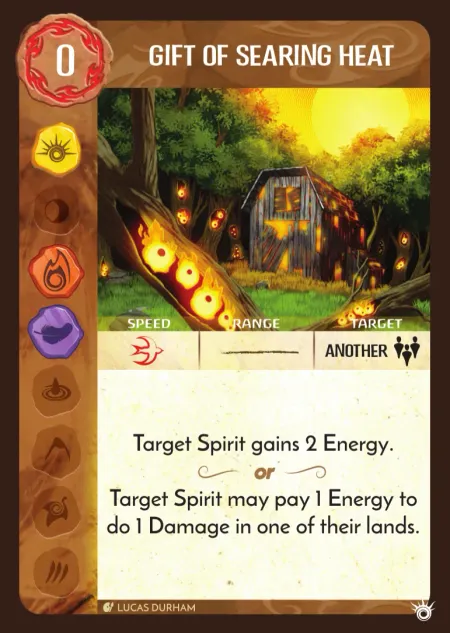 0
GIFT OF SEARING HEAT
SPEED RANGE TARGET
ANOTHER
Target Spirit gains 2 Energy.
or
Target Spirit may pay 1 Energy to
do 1 Damage in one of their lands.
LUCAS DURHAM